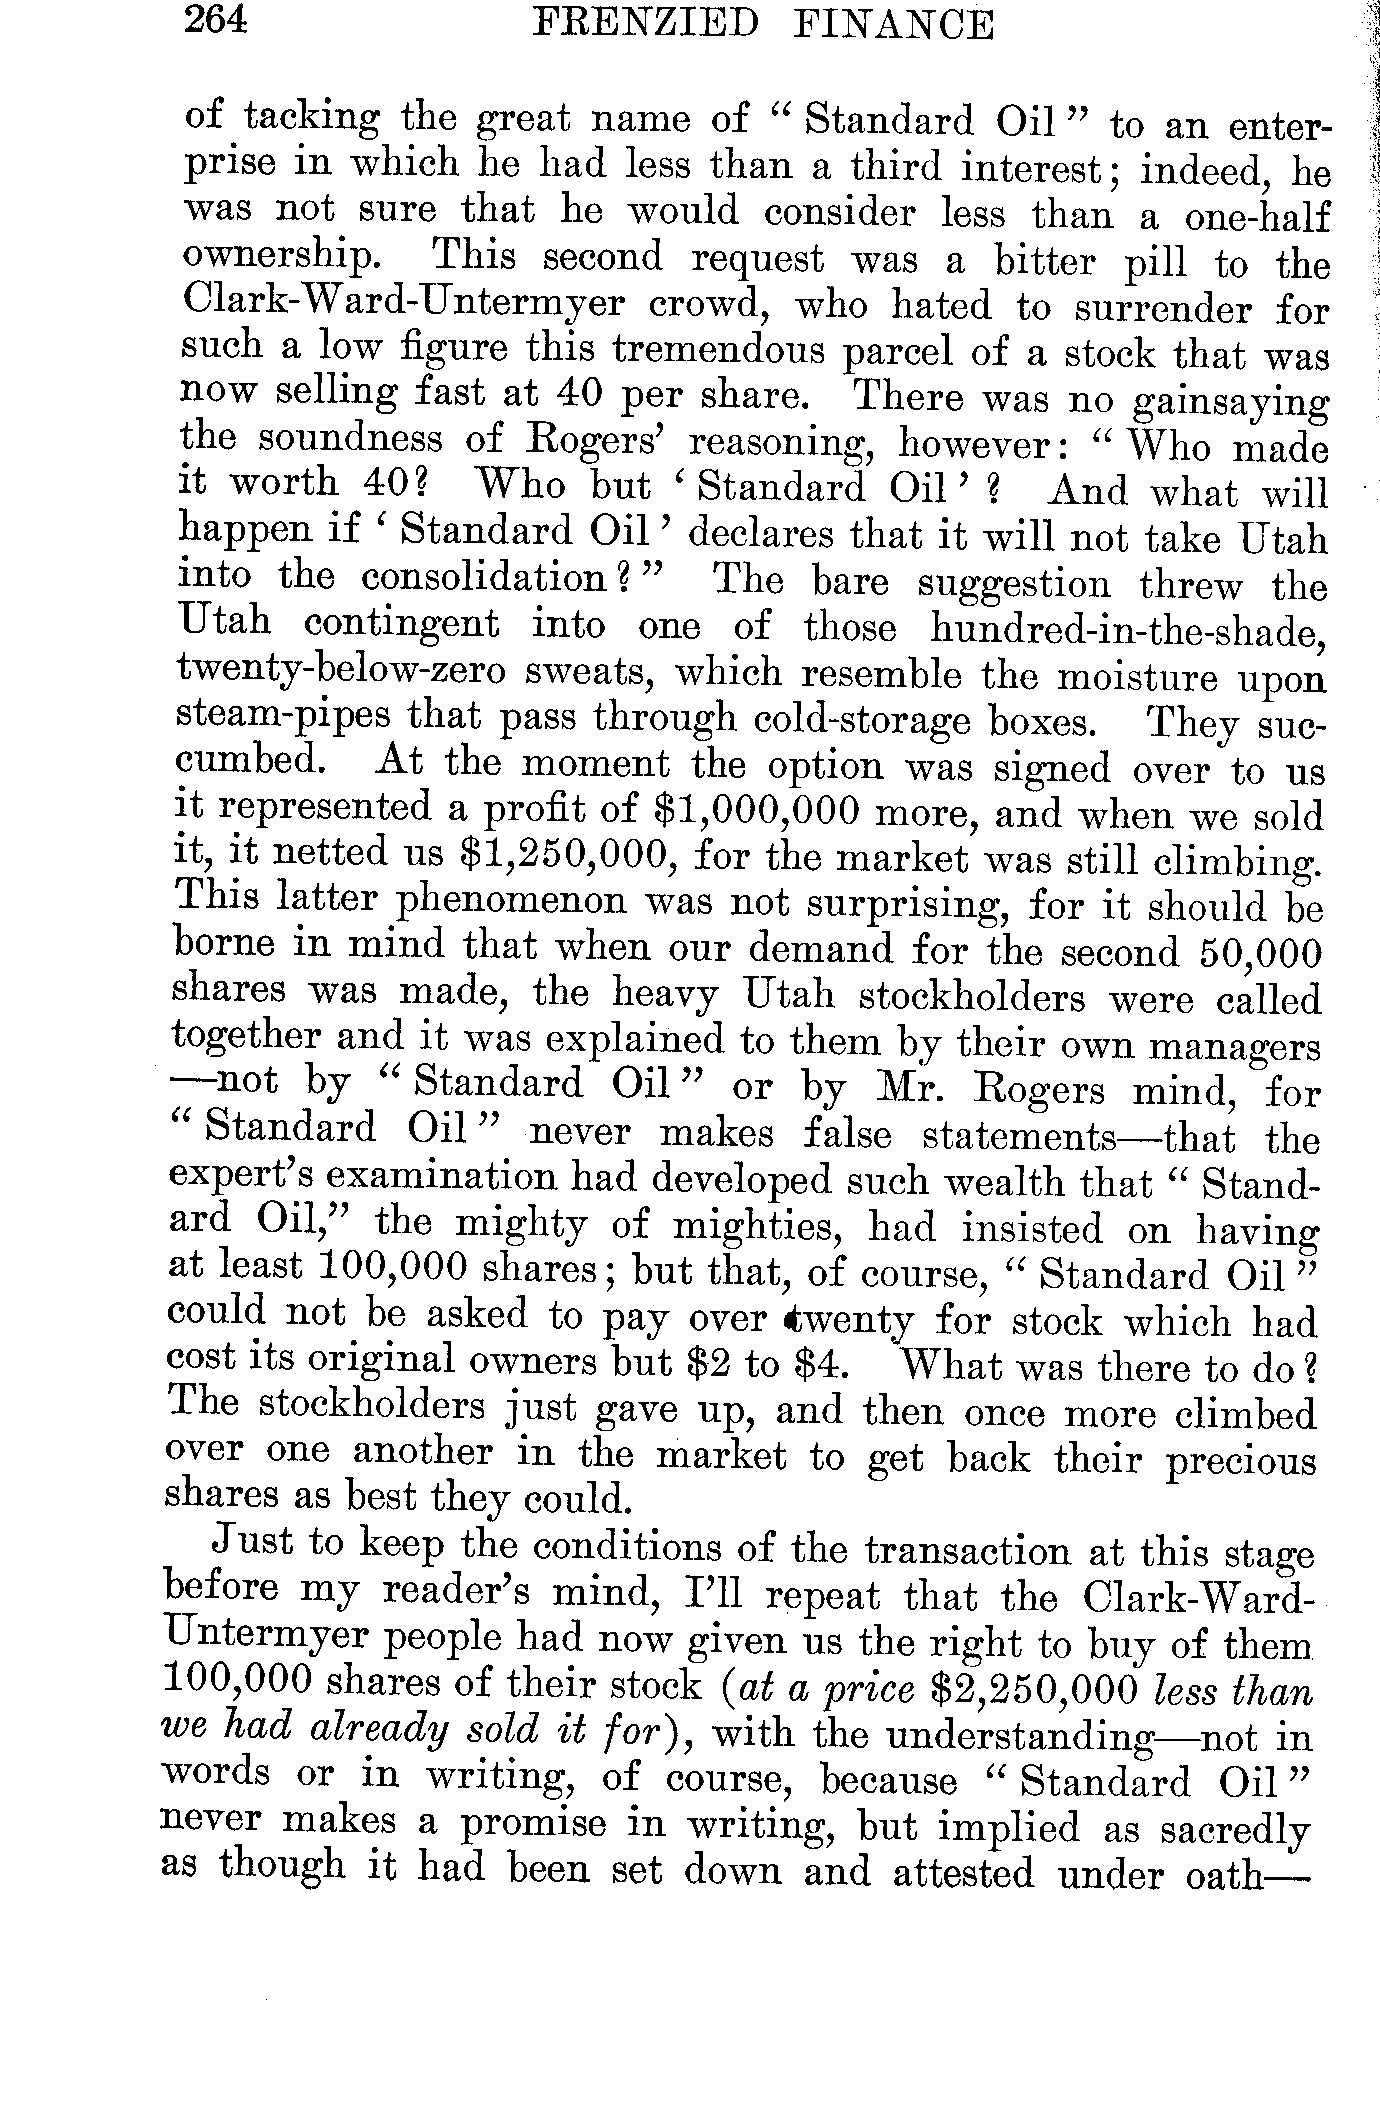 264 FRENZIED FINANCE
of tacking the great name of “ Standard Oil ” to an enter-
prise in which he had less than a third interest; indeed, he
was not sure that he would consider less than a one-half
ownership. This second request was a bitter pill to the
Clark-Ward-Untermyer crowd, who hated to surrender for
such a low figure this tremendous parcel of a stock that was
now selling fast at 40 per share. There was no gainsaying
the soundness of Rogers’ reasoning, however: “ Who made
it worth 40? Who but ‘ Standard Oil ’ ? And what will
happen if ‘ Standard Oil ’ declares that it will not take Utah
into the consolidation? ” The bare suggestion threw the
Utah contingent into one of those hundred-in-the-shade,
twenty-below-zero sweats, which resemble the moisture upon
steam-pipes that pass through cold-storage boxes. They suc-
cumbed. At the moment the option was signed over to us
it represented a profit of $1,000,000 more, and when we sold
it, it netted us $1,250,000, for the market was still climbing.
This latter phenomenon was not surprising, for it should be
borne in mind that when our demand for the second 50,000
shares was made, the heavy Utah stockholders were called
together and it was explained to them by their own managers
—not by “ Standard Oil ” or by Mr. Rogers mind, for
“ Standard Oil ” never makes false statements—that the
expert’s examination had developed such wealth that “ Stand-
ard Oil,” the mighty of mighties, had insisted on having
at least 100,000 shares; but that, of course, “ Standard Oil ”
could not be asked to pay over twenty for stock which had
cost its original owners but $2 to $4. What was there to do?
The stockholders just gave up, and then once more climbed
over one another in the market to get back their precious
shares as best they could.
Just to keep the conditions of the transaction at this stage
before my reader’s mind, I’ll repeat that the Clark-Ward-
Untermyer people had now given us the right to buy of them
100,000 shares of their stock (at a price $2,250,000 less than
we had already sold it for), with the understanding—not in
words or in writing, of course, because “ Standard Oil ”
never makes a promise in writing, but implied as sacredly
as though it had been set down and attested under oath—